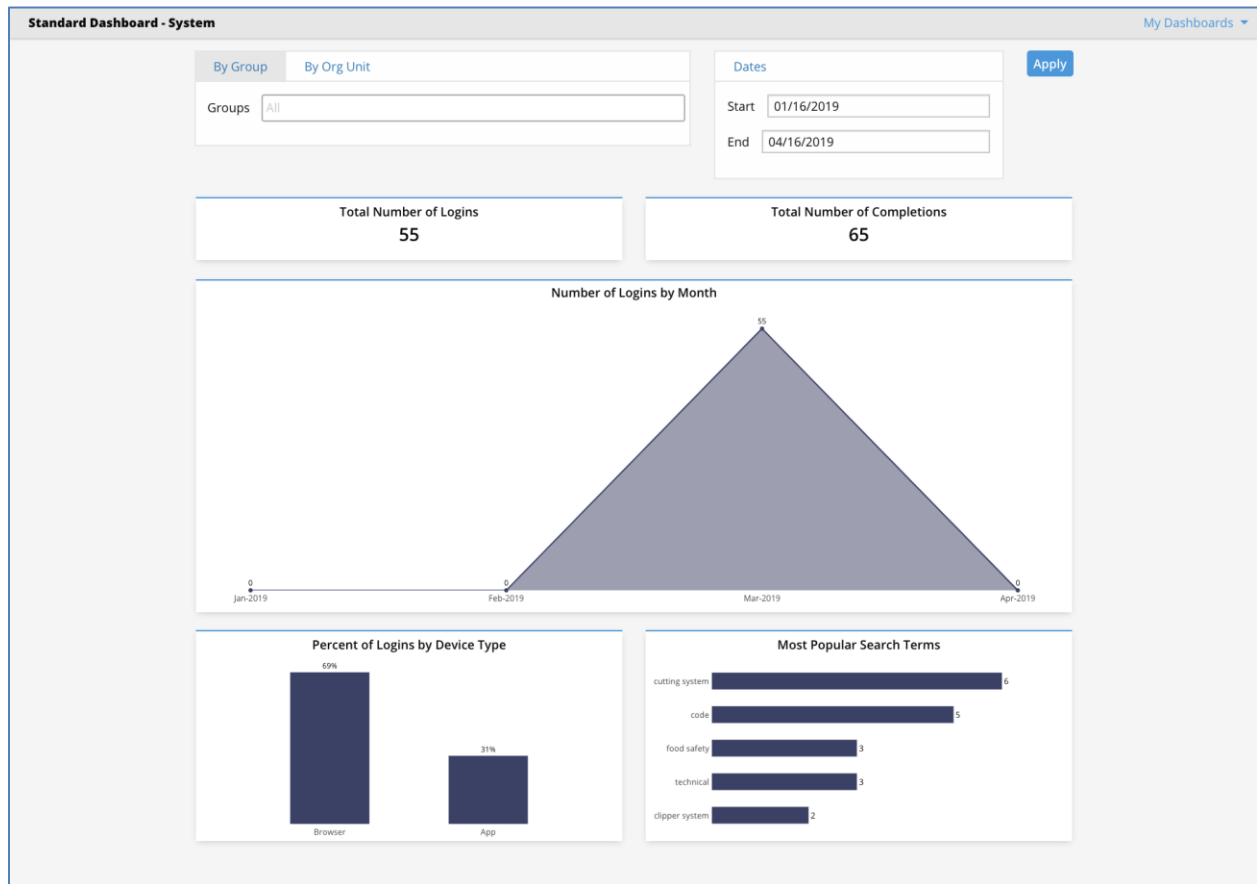 Standard Dashboard - System
My Dashboards
By Group
By Org Unit
Groups
All
Dates
Start
01/16/2019
End
04/16/2019
Apply
Total Number of Logins
55
Total Number of Completions
65
Number of Logins by Month
55
0
0
0
Jan-2019
Feb-2019
Mar-2019
Apr-2019
Percent of Logins by Device Type
69%
31%
Browser
App
Most Popular Search Terms
cutting system
6
code
5
food safety
3
technical
3
clipper system
2